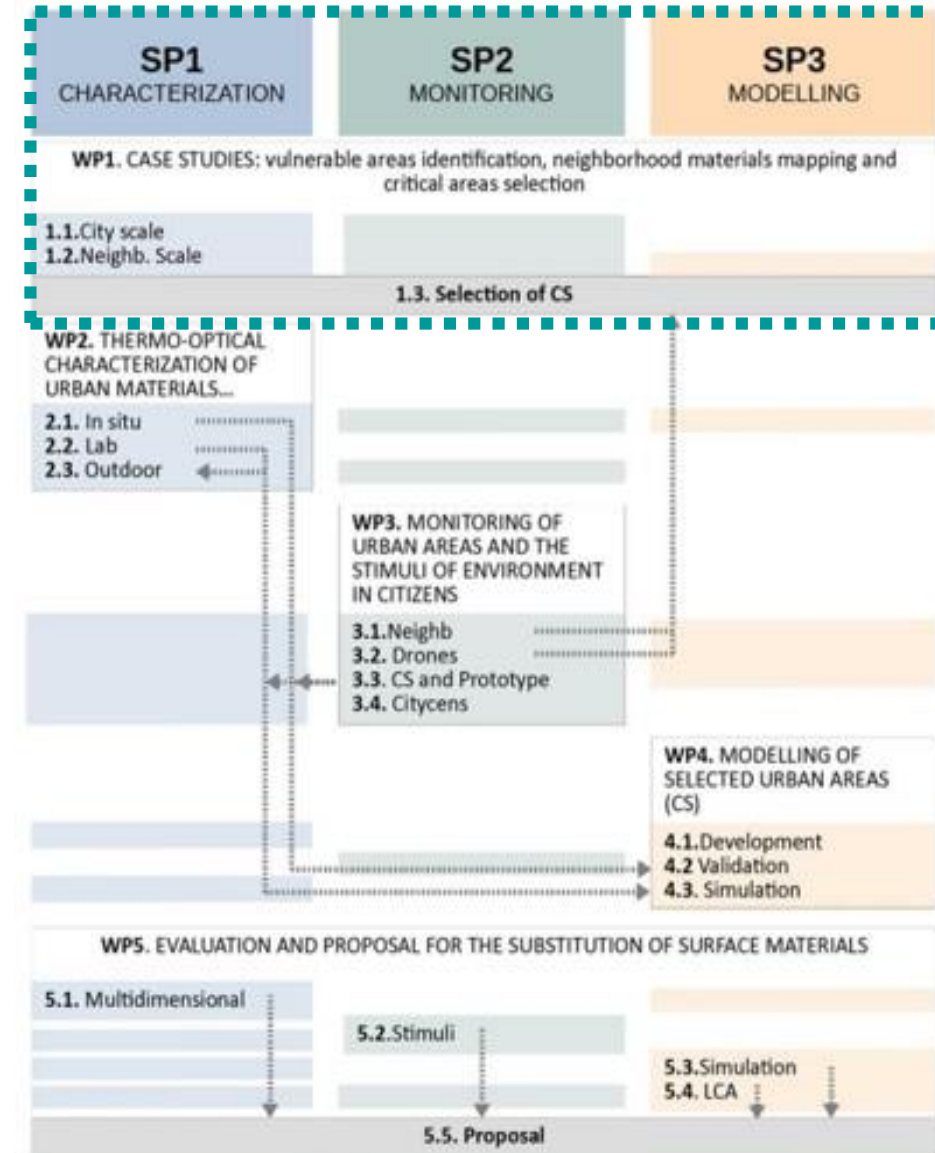 SP1
CHARACTERIZATION
SP2
MONITORING
SP3
MODELLING
WP1. CASE STUDIES: vulnerable areas identification, neighborhood materials mapping and
critical areas selection
1.1.City scale
1.2.Neighb. Scale
1.3. Selection of CS
WP2. THERMO-OPTICAL
CHARACTERIZATION OF
URBAN MATERIALS...
2.1. In situ
2.2. Lab
2.3. Outdoor
WP3. MONITORING OF
URBAN AREAS AND THE
STIMULI OF ENVIRONMENT
IN CITIZENS
3.1.Neighb
3.2. Drones
3.3. CS and Prototype
3.4. Citycens
WP4. MODELLING OF
SELECTED URBAN AREAS
(CS)
4.1.Development
4.2 Validation
4.3. Simulation
WP5. EVALUATION AND PROPOSAL FOR THE SUBSTITUTION OF SURFACE MATERIALS
5.1. Multidimensional
5.2.Stimuli
5.3.Simulation
5.4. LCA
5.5. Proposal